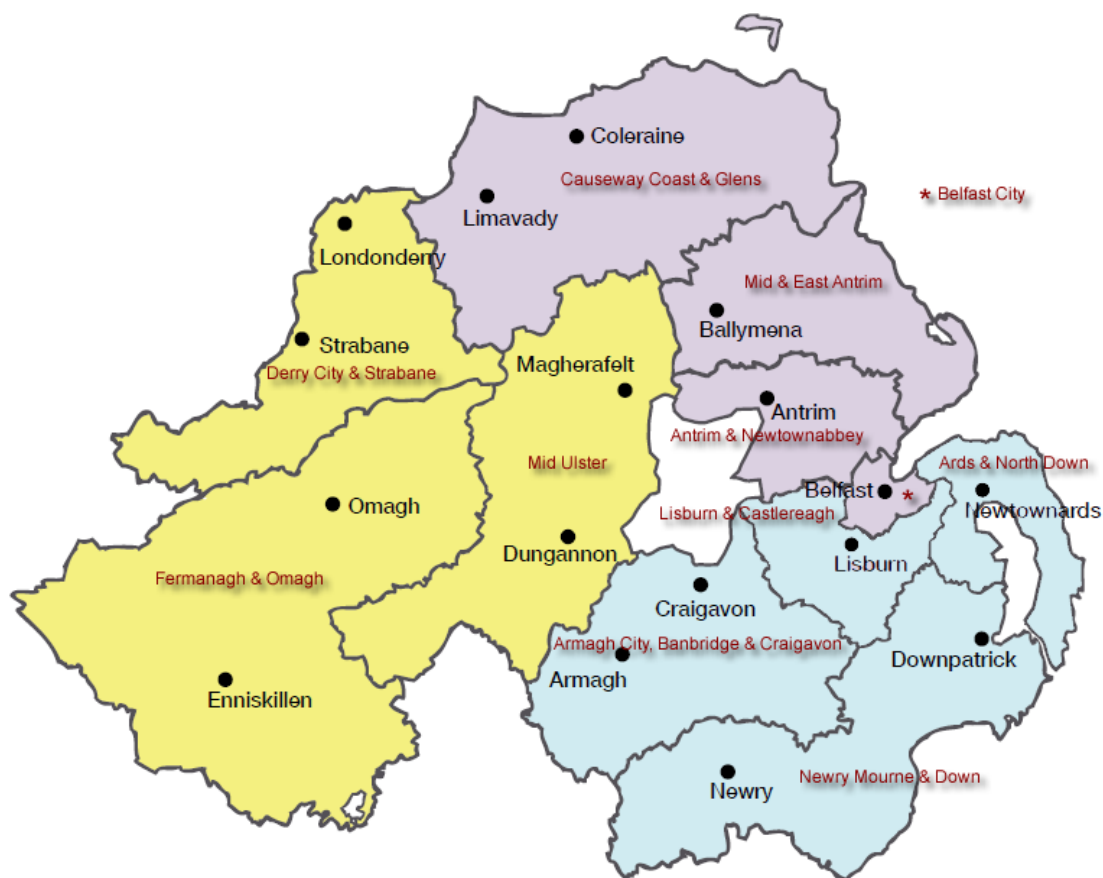 Coleraine
Causeway Coast & Glens
Limavady
* Belfast City
Londonderry
Mid & East Antrim
Ballymena
Strabane
Magherafelt
Derry City & Strabane
Antrim
Antrim & Newtownabbey
Mid Ulster
Ards & North Down
Belfast *
Omagh
Lisburn & Castlereagh
Newtownards
Dungannon
Lisburn
Fermanagh & Omagh
Craigavon
Armagh City, Banbridge & Craigavon
Downpatrick
Armagh
Enniskillen
Newry Mourne & Down
Newry